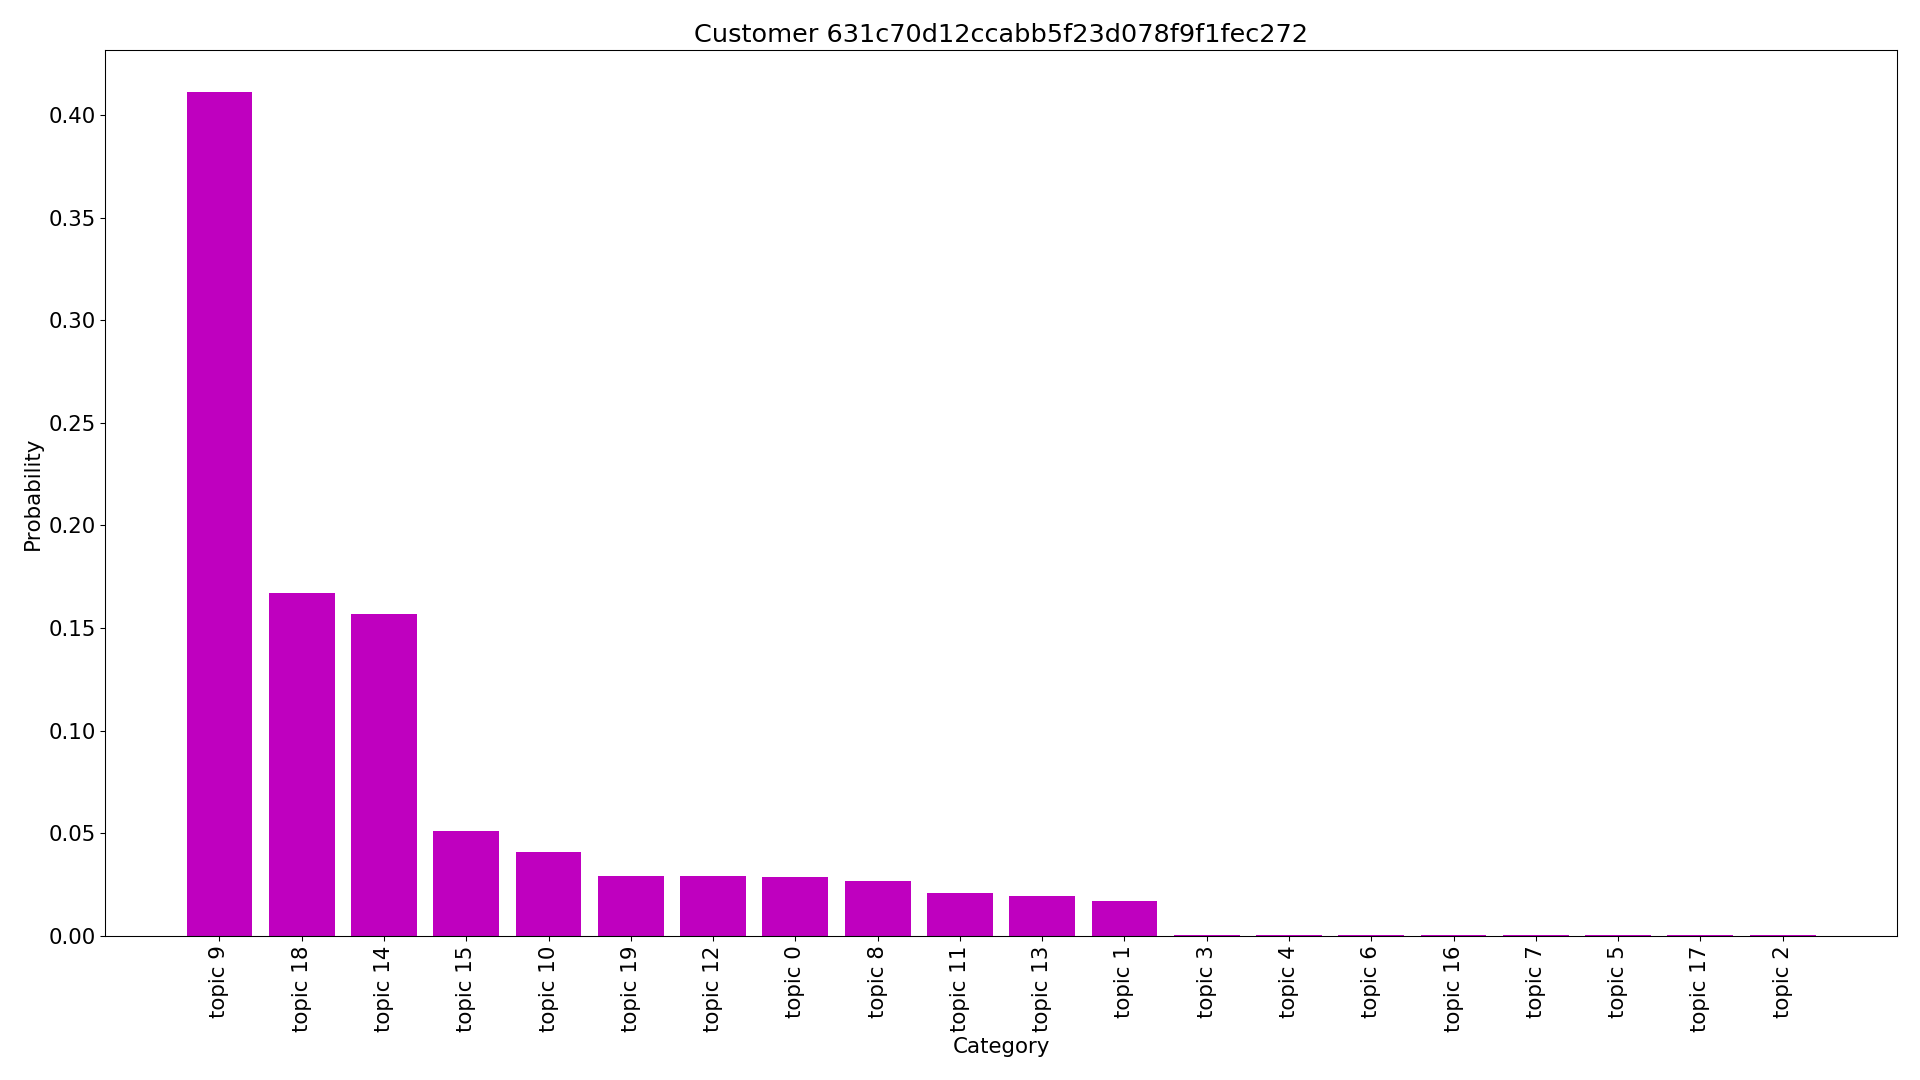 Customer 631c70d12ccabb5f23d078f9f1fec272
Probability
0.40
0.35
0.30
0.25
0.20
0.15
0.10
0.05
0.00
topic 9
topic 18
topic 14
topic 15
topic 10
topic 19
topic 12
topic 0
topic 8
topic 11
topic 13
topic 1
topic 3
topic 4
topic 6
topic 16
topic 7
topic 5
topic 17
topic 2
Category